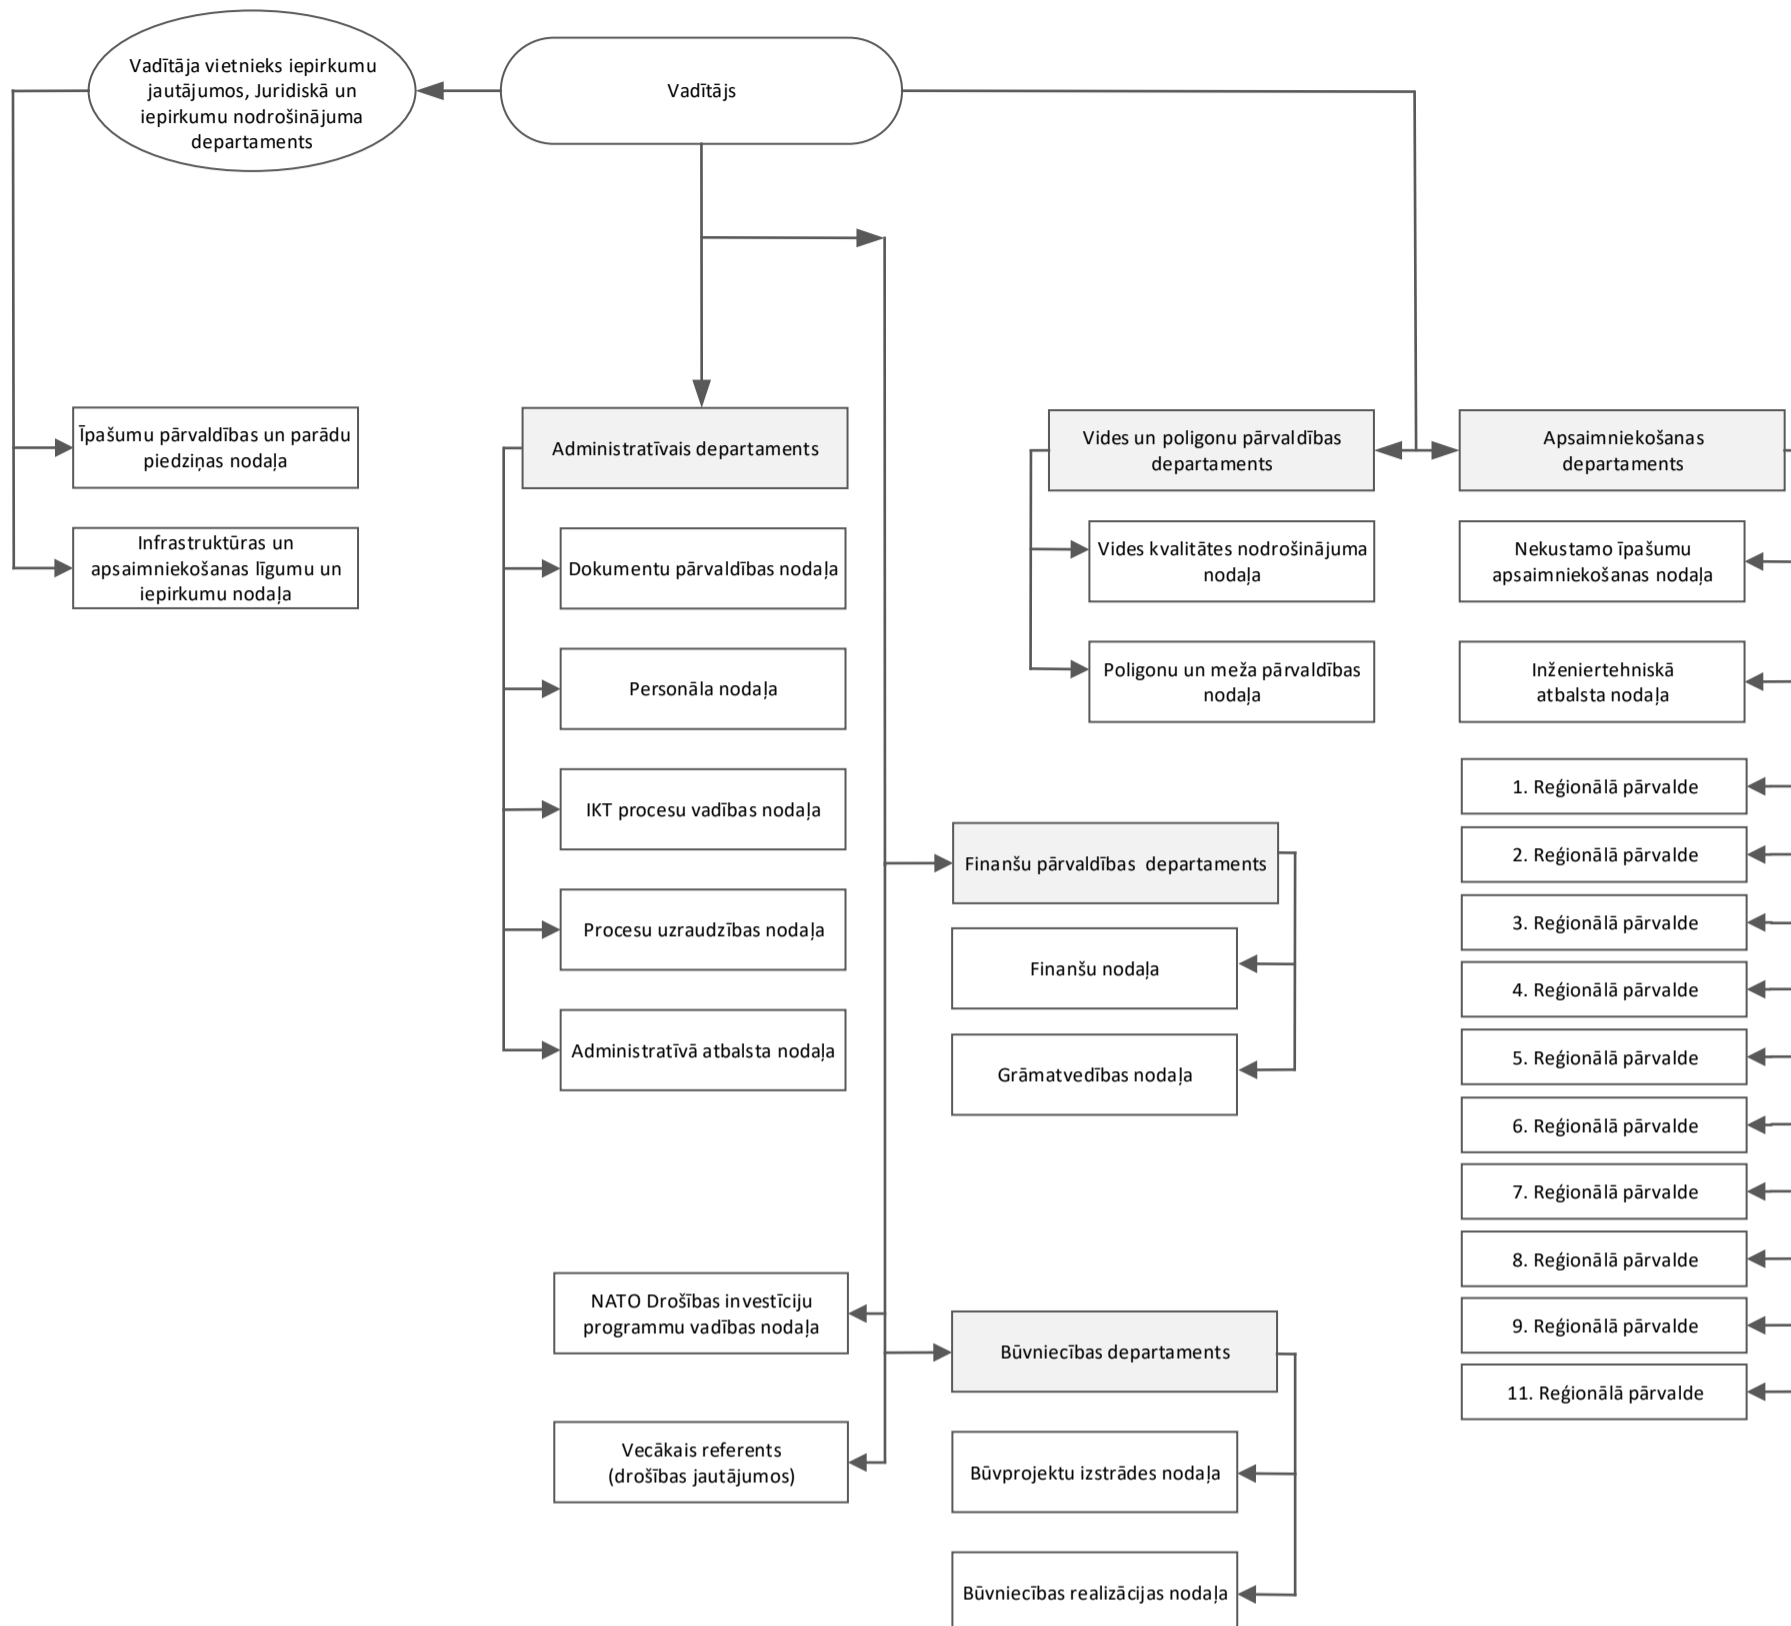 Vadītāja vietnieks iepirkumu
jautājumos, Juridiskā un
iepirkumu nodrošinājuma
departaments
Vadītājs
Īpašumu pārvaldības un parādu
piedziņas nodaļa
Infrastruktūras un
apsaimniekošanas līgumu un
iepirkumu nodaļa
Administratīvais departaments
Dokumentu pārvaldības nodaļa
Personāla nodaļa
IKT procesu vadības nodaļa
Procesu uzraudzības nodaļa
Administratīvā atbalsta nodaļa
NATO Drošības investīciju
programmu vadības nodaļa
Vecākais referents
(drošības jautājumos)
Vides un poligonu pārvaldības
departaments
Vides kvalitātes nodrošinājuma
nodaļa
Poligonu un meža pārvaldības
nodaļa
Finanšu pārvaldības  departaments
Finanšu nodaļa
Grāmatvedības nodaļa
Būvniecības departaments
Būvprojektu izstrādes nodaļa
Būvniecības realizācijas nodaļa
Apsaimniekošanas
departaments
Nekustamo īpašumu
apsaimniekošanas nodaļa
Inženiertehniskā
atbalsta nodaļa
1. Reģionālā pārvalde
2. Reģionālā pārvalde
3. Reģionālā pārvalde
4. Reģionālā pārvalde
5. Reģionālā pārvalde
6. Reģionālā pārvalde
7. Reģionālā pārvalde
8. Reģionālā pārvalde
9. Reģionālā pārvalde
11. Reģionālā pārvalde